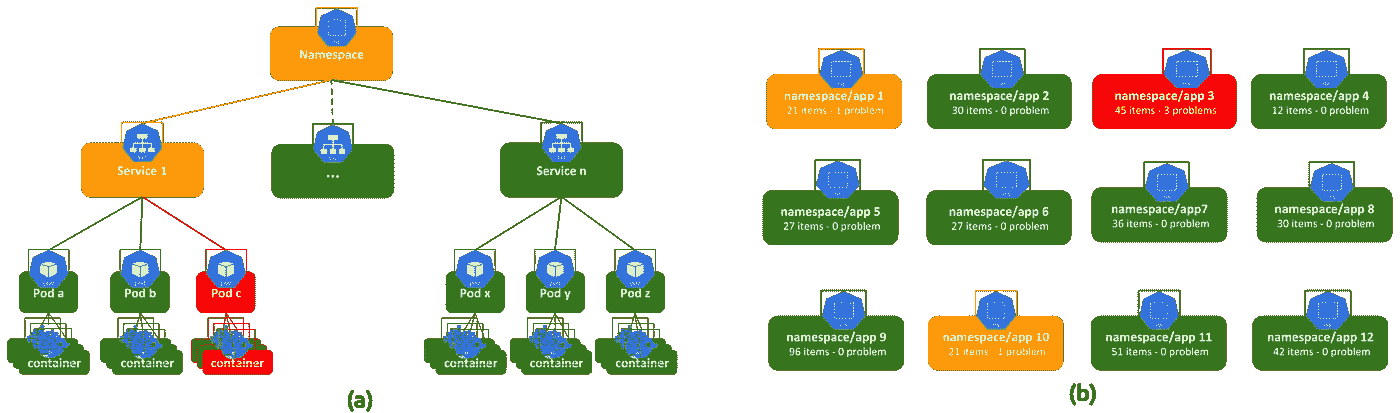 Namespace
Service 1
...
Service n
Pod a
Pod b
Pod c
Pod x
Pod y
Pod z
container
container
container
container
container
container
(a)
namespace/app 1
21 items - 1 problem
namespace/app 2
30 items - 0 problem
namespace/app 3
45 items - 3 problems
namespace/app 4
12 items - 0 problem
namespace/app 5
27 items - 0 problem
namespace/app 6
27 items - 0 problem
namespace/app7
36 items - 0 problem
namespace/app 8
30 items - 0 problem
namespace/app 9
96 items - 0 problem
namespace/app 10
21 items - 1 problem
namespace/app 11
51 items - 0 problem
namespace/app 12
42 items - 0 problem
(b)